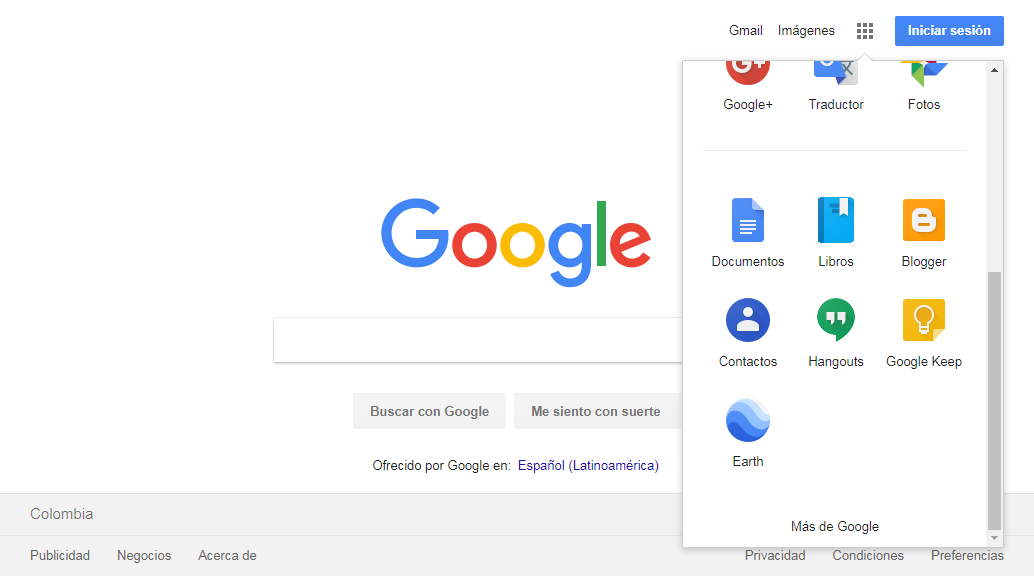 Gmail Imágenes Iniciar sesión
Google+ Traductor Fotos
Documentos Libros Blogger
Contactos Hangouts Google Keep
Earth
Más de Google
Google
Buscar con Google Me siento con suerte
Ofrecido por Google en: Español (Latinoamérica)
Colombia
Publicidad Negocios Acerca de Privacidad Condiciones Preferencias